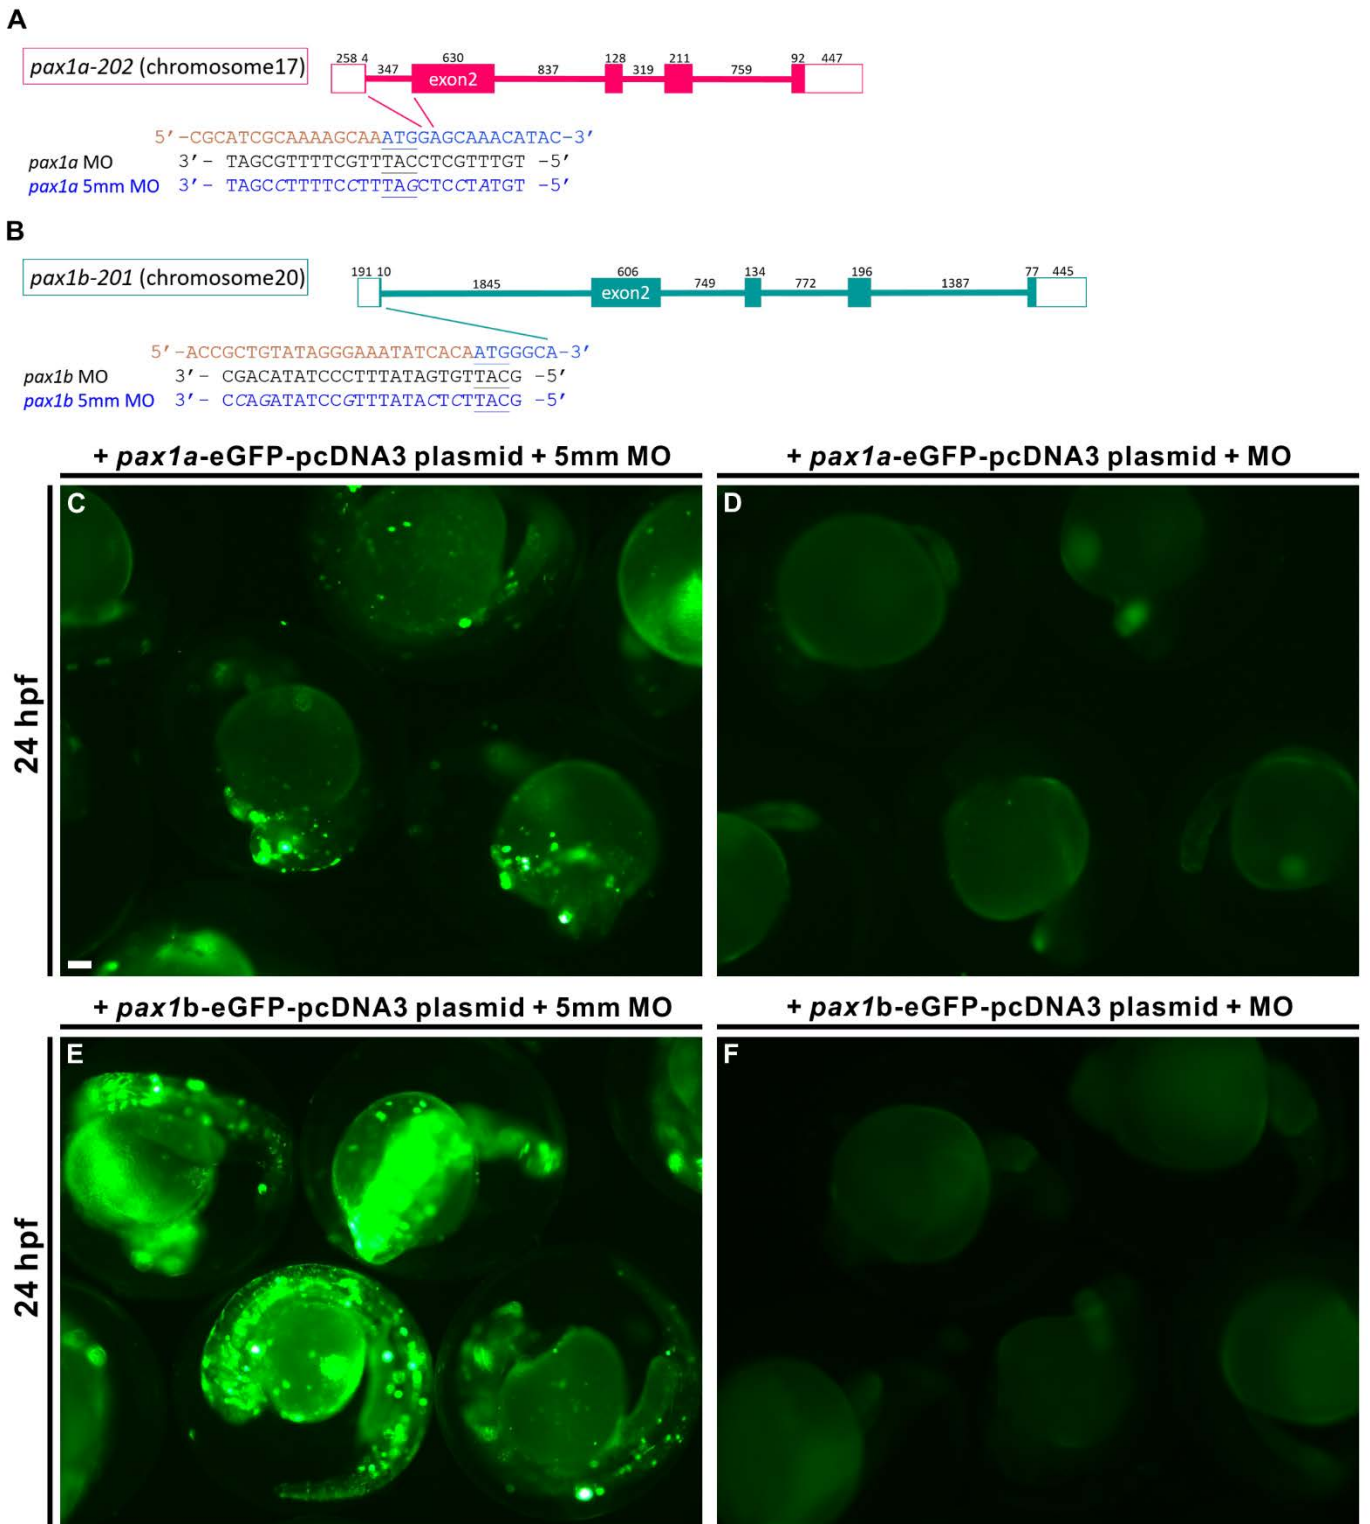 A
pax1a-202 (chromosome17)
258 4 347 630 837 128 319 211 759 92 447
exon2
5′-CGCATCGCAAAAGCAAATGGAGCAAACATAC-3′
pax1a MO 3′- TAGCGTTTTCGTTTACCTCGTTTGT -5′
pax1a 5mm MO 3′- TAGCCTTTTCCTTTAGCTCCTATGT -5′
B
pax1b-201 (chromosome20)
191 10 1845 606 749 134 772 196 1387 77 445
exon2
5′-ACCGCTGTATAGGGAAATATCACAATGGGCA-3′
pax1b MO 3′- CGACATATCCCTTTATAGTGTTACG -5′
pax1b 5mm MO 3′- CCAGATATCCGTTTATACTCTTACG -5′
+ pax1a-eGFP-pcDNA3 plasmid + 5mm MO
+ pax1a-eGFP-pcDNA3 plasmid + MO
24 hpf
C
D
+ pax1b-eGFP-pcDNA3 plasmid + 5mm MO
+ pax1b-eGFP-pcDNA3 plasmid + MO
24 hpf
E
F